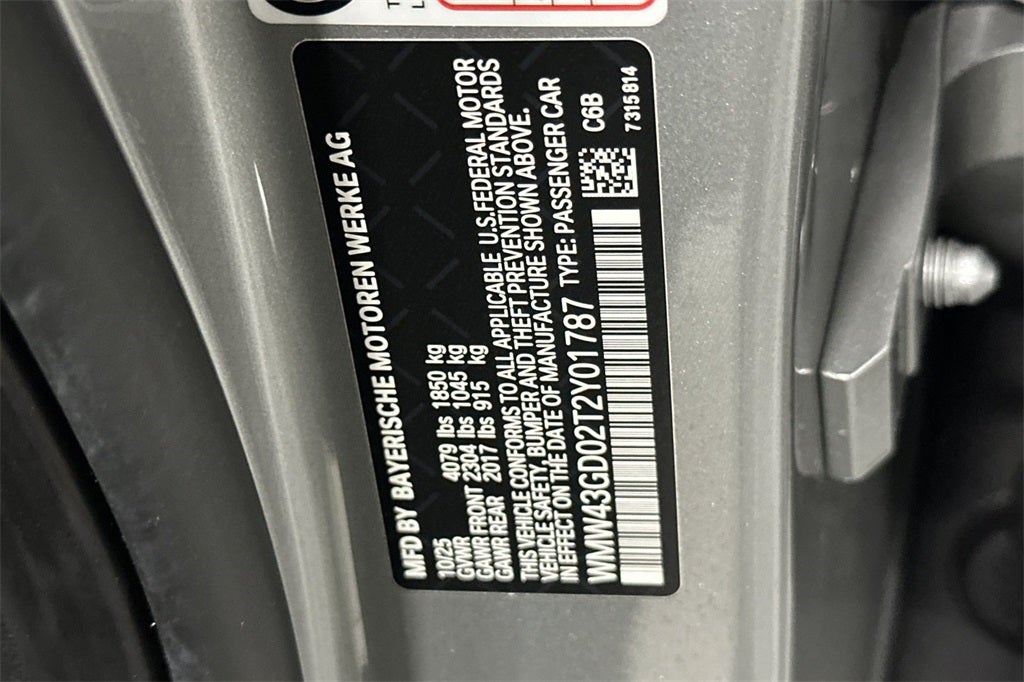 MFD BY BAYERISCHE MOTOREN WERKE AG
10/25
GVWR 4079 lbs 1850 kg
GAWR FRONT 2304 lbs 1045 kg
GAWR REAR 2017 lbs 915 kg
THIS VEHICLE CONFORMS TO ALL APPLICABLE U.S. FEDERAL MOTOR
VEHICLE SAFETY, BUMPER AND THEFT PREVENTION STANDARDS
IN EFFECT ON THE DATE OF MANUFACTURE SHOWN ABOVE.
WMW43GD02T2Y01787 TYPE: PASSENGER CAR
C6B
7315814